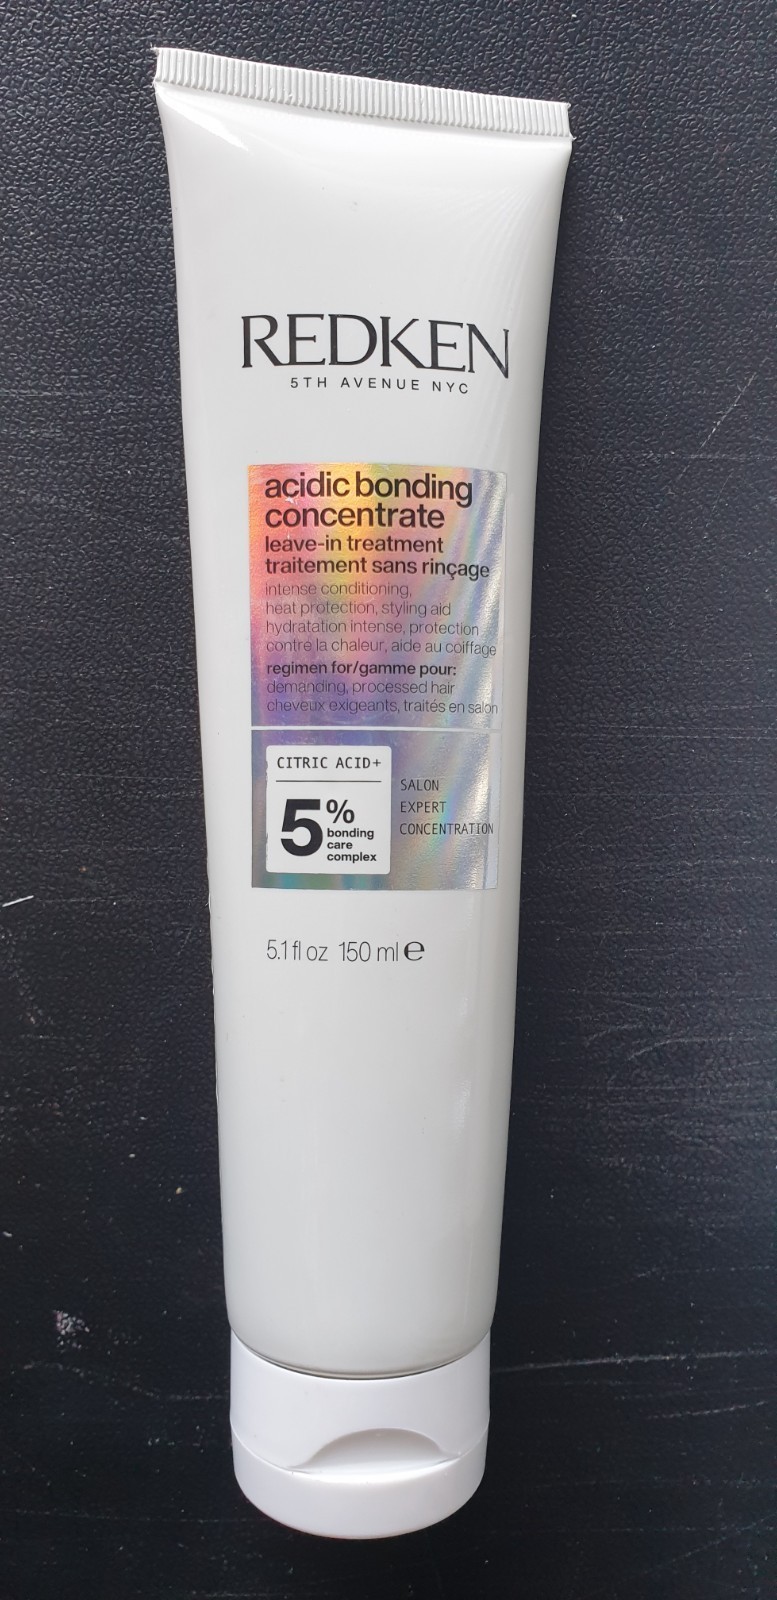 REDKEN
5TH AVENUE NYC
acidic bonding
concentrate
leave-in treatment
traitement sans rinçage
intense conditioning,
heat protection, styling aid
hydratation intense, protection
contre la chaleur, aide au coiffage
regimen for/gamme pour:
demanding, processed hair
cheveux exigeants, traités en salon
CITRIC ACID+
5%
bonding
care
complex
SALON
EXPERT
CONCENTRATION
5.1 fl oz 150 ml ℮